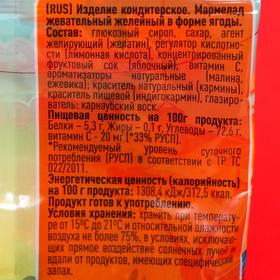 (RUS) Изделие кондитерское. Мармелад
жевательный желейный в форме ягоды.
Состав: глюкозный сироп, сахар, агент
желирующий (желатин), регулятор кислотно-
сти (лимонная кислота), концентрированный
фруктовый сок (яблочный), витамин С,
ароматизаторы натуральные (малина,
ежевика); краситель натуральный (кармины),
краситель пищевой (индигокармин), глазиро-
ватель: карнаубский воск.
Пищевая ценность на 100г продукта:
Белки – 5,3 г, Жиры – 0,1 г, Углеводы – 72,6 г,
витамин С - 20 мг (*33% РУСП).
*Рекомендуемый уровень суточного
потребления (РУСП) в соответствии с ТР ТС
022/2011.
Энергетическая ценность (калорийность)
на 100 г продукта: 1308,4 кДж/312,5 ккал.
Продукт готов к употреблению.
Условия хранения: хранить при температу-
ре от 15ºС до 21ºС и относительной влажности
воздуха не более 75%, в условиях, исключаю-
щих прямое воздействие солнечных лучей и
вдали от продуктов, имеющих специфический
запах.